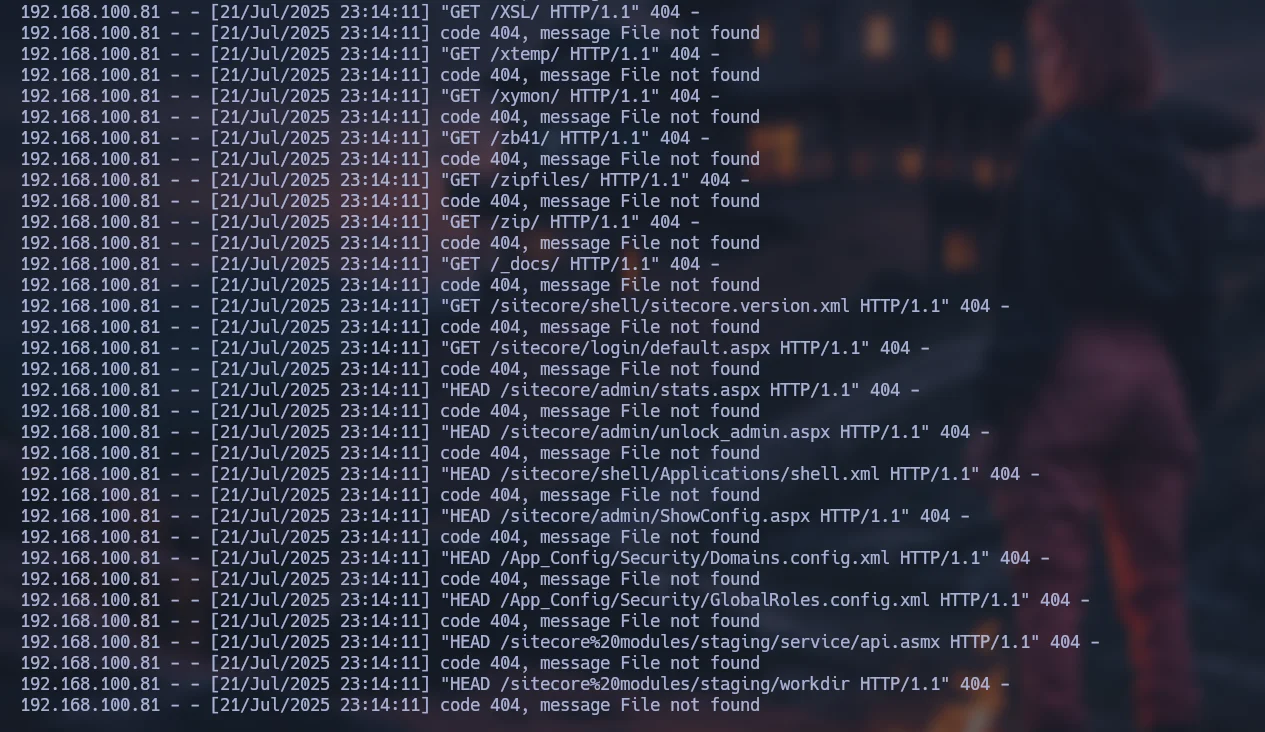 192.168.100.81 - - [21/Jul/2025 23:14:11] "GET /XSL/ HTTP/1.1" 404 -
192.168.100.81 - - [21/Jul/2025 23:14:11] code 404, message File not found
192.168.100.81 - - [21/Jul/2025 23:14:11] "GET /xtemp/ HTTP/1.1" 404 -
192.168.100.81 - - [21/Jul/2025 23:14:11] code 404, message File not found
192.168.100.81 - - [21/Jul/2025 23:14:11] "GET /xymon/ HTTP/1.1" 404 -
192.168.100.81 - - [21/Jul/2025 23:14:11] code 404, message File not found
192.168.100.81 - - [21/Jul/2025 23:14:11] "GET /zb41/ HTTP/1.1" 404 -
192.168.100.81 - - [21/Jul/2025 23:14:11] code 404, message File not found
192.168.100.81 - - [21/Jul/2025 23:14:11] "GET /zipfiles/ HTTP/1.1" 404 -
192.168.100.81 - - [21/Jul/2025 23:14:11] code 404, message File not found
192.168.100.81 - - [21/Jul/2025 23:14:11] "GET /zip/ HTTP/1.1" 404 -
192.168.100.81 - - [21/Jul/2025 23:14:11] code 404, message File not found
192.168.100.81 - - [21/Jul/2025 23:14:11] "GET /_docs/ HTTP/1.1" 404 -
192.168.100.81 - - [21/Jul/2025 23:14:11] code 404, message File not found
192.168.100.81 - - [21/Jul/2025 23:14:11] "GET /sitecore/shell/sitecore.version.xml HTTP/1.1" 404 -
192.168.100.81 - - [21/Jul/2025 23:14:11] code 404, message File not found
192.168.100.81 - - [21/Jul/2025 23:14:11] "GET /sitecore/login/default.aspx HTTP/1.1" 404 -
192.168.100.81 - - [21/Jul/2025 23:14:11] code 404, message File not found
192.168.100.81 - - [21/Jul/2025 23:14:11] "HEAD /sitecore/admin/stats.aspx HTTP/1.1" 404 -
192.168.100.81 - - [21/Jul/2025 23:14:11] code 404, message File not found
192.168.100.81 - - [21/Jul/2025 23:14:11] "HEAD /sitecore/admin/unlock_admin.aspx HTTP/1.1" 404 -
192.168.100.81 - - [21/Jul/2025 23:14:11] code 404, message File not found
192.168.100.81 - - [21/Jul/2025 23:14:11] "HEAD /sitecore/shell/Applications/shell.xml HTTP/1.1" 404 -
192.168.100.81 - - [21/Jul/2025 23:14:11] code 404, message File not found
192.168.100.81 - - [21/Jul/2025 23:14:11] "HEAD /sitecore/admin/ShowConfig.aspx HTTP/1.1" 404 -
192.168.100.81 - - [21/Jul/2025 23:14:11] code 404, message File not found
192.168.100.81 - - [21/Jul/2025 23:14:11] "HEAD /App_Config/Security/Domains.config.xml HTTP/1.1" 404 -
192.168.100.81 - - [21/Jul/2025 23:14:11] code 404, message File not found
192.168.100.81 - - [21/Jul/2025 23:14:11] "HEAD /App_Config/Security/GlobalRoles.config.xml HTTP/1.1" 404 -
192.168.100.81 - - [21/Jul/2025 23:14:11] code 404, message File not found
192.168.100.81 - - [21/Jul/2025 23:14:11] "HEAD /sitecore%20modules/staging/service/api.asmx HTTP/1.1" 404 -
192.168.100.81 - - [21/Jul/2025 23:14:11] code 404, message File not found
192.168.100.81 - - [21/Jul/2025 23:14:11] "HEAD /sitecore%20modules/staging/workdir HTTP/1.1" 404 -
192.168.100.81 - - [21/Jul/2025 23:14:11] code 404, message File not found